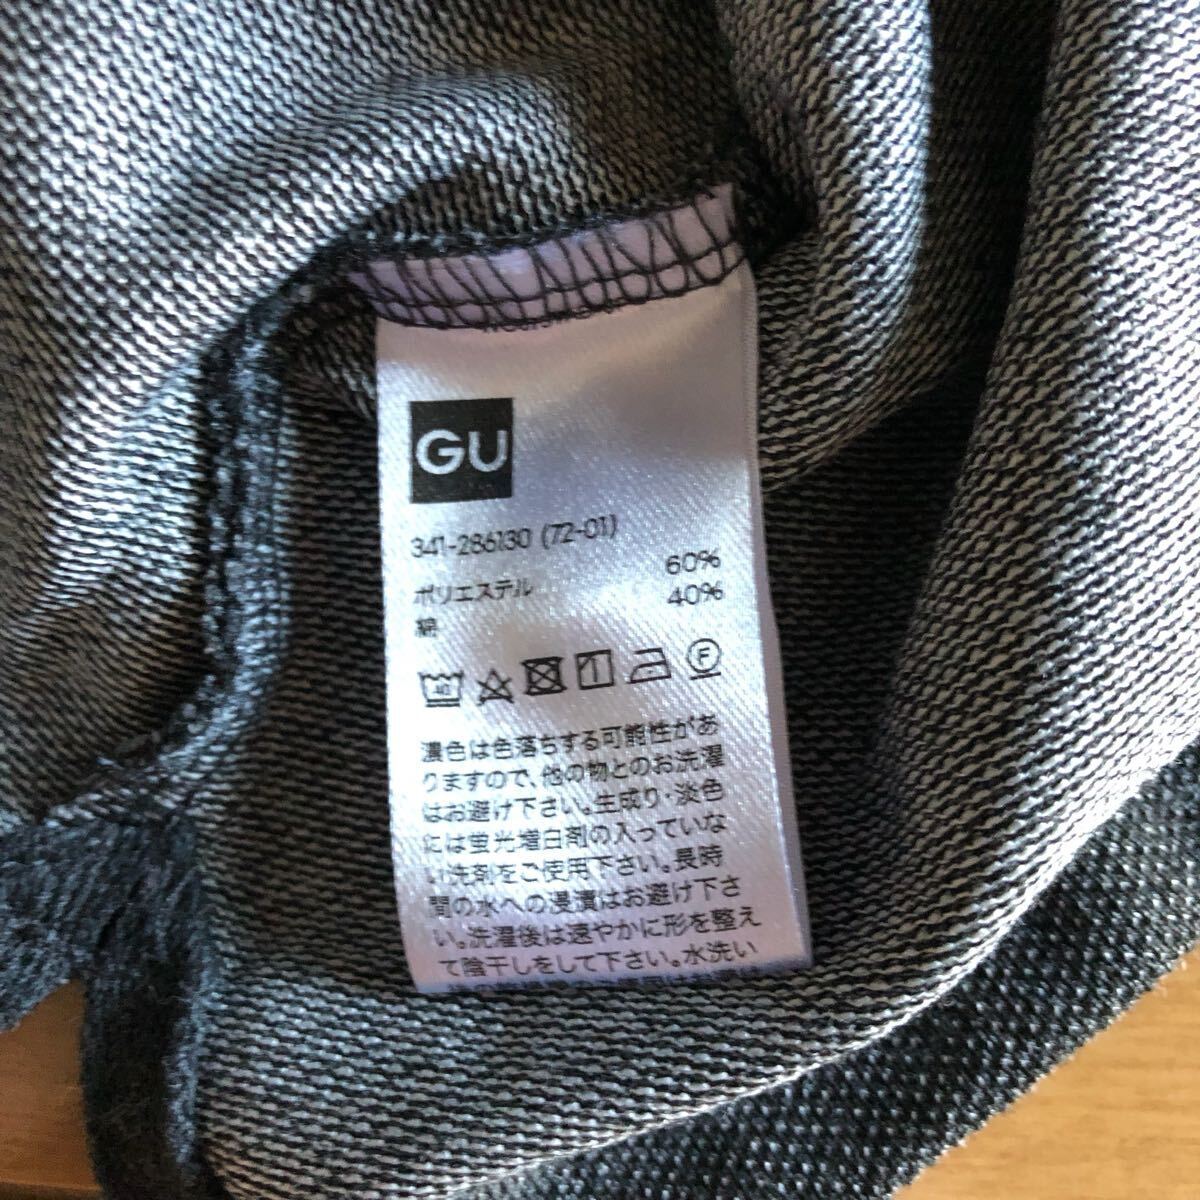 GU
341-286130 (72-01)
ポリエステル 60%
綿 40%
40
F
濃色は色落ちする可能性があ
りますので、他の物とのお洗濯
はお避け下さい。生成り・淡色
には蛍光増白剤の入っていな
い洗剤をご使用下さい。長時
間の水への浸漬はお避け下さ
い。洗濯後は速やかに形を整え
て陰干しをして下さい。水洗い